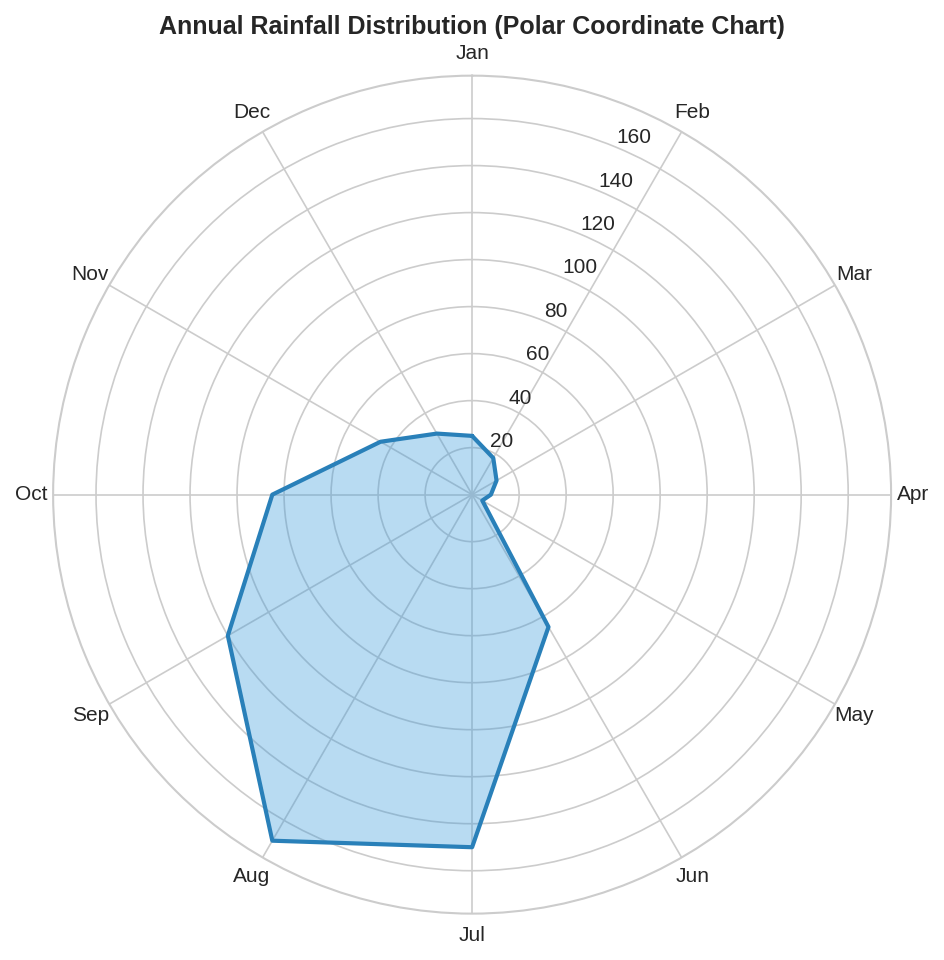 Annual Rainfall Distribution (Polar Coordinate Chart)
Jan
Dec
Feb
160
140
120
100
80
60
40
20
Nov
Mar
Oct
Apr
Sep
May
Aug
Jun
Jul